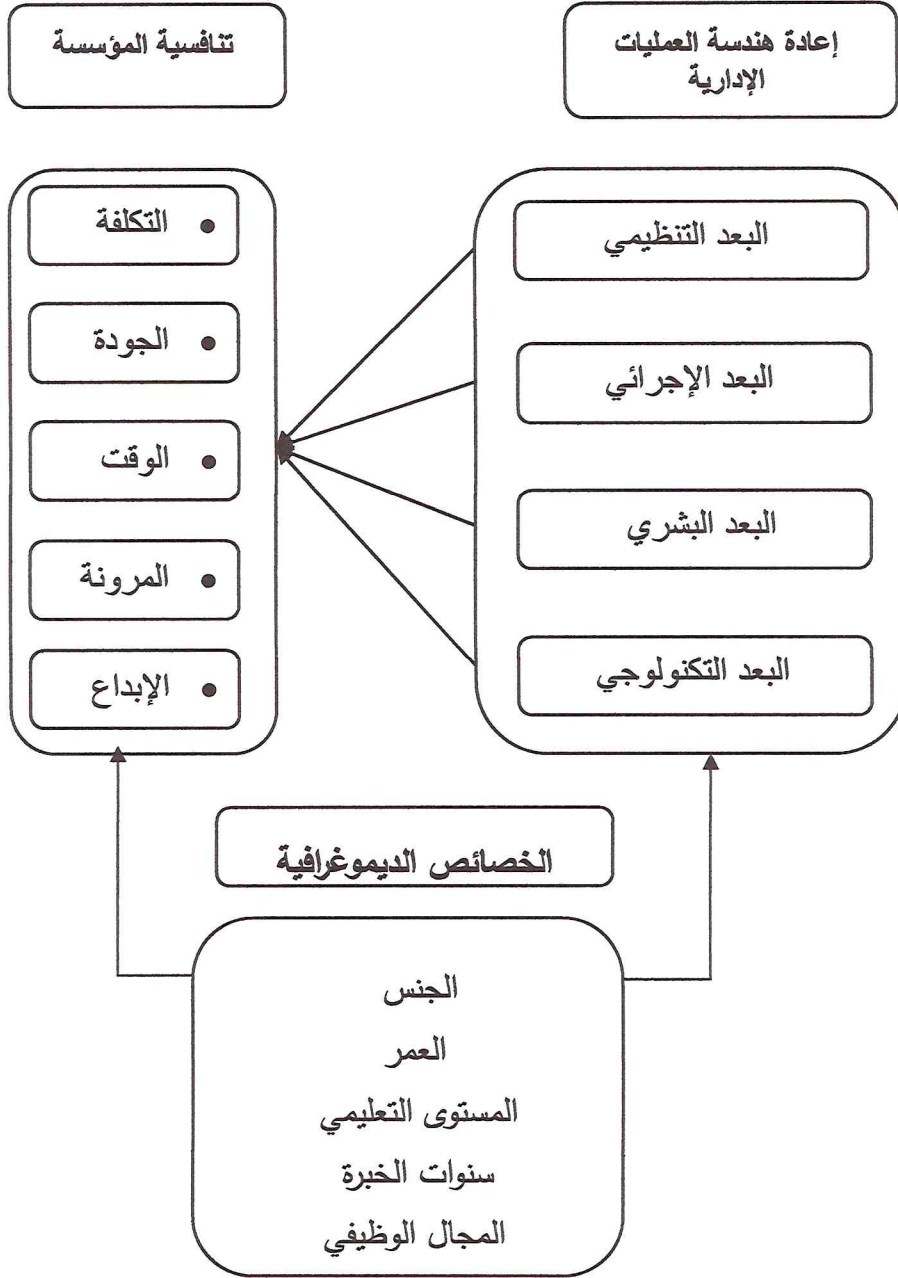 إعادة هندسة العمليات
الإدارية
تنافسية المؤسسة
البعد التنظيمي
البعد الإجرائي
البعد البشري
البعد التكنولوجي
• التكلفة
• الجودة
• الوقت
• المرونة
• الإبداع
الخصائص الديموغرافية
الجنس
العمر
المستوى التعليمي
سنوات الخبرة
المجال الوظيفي